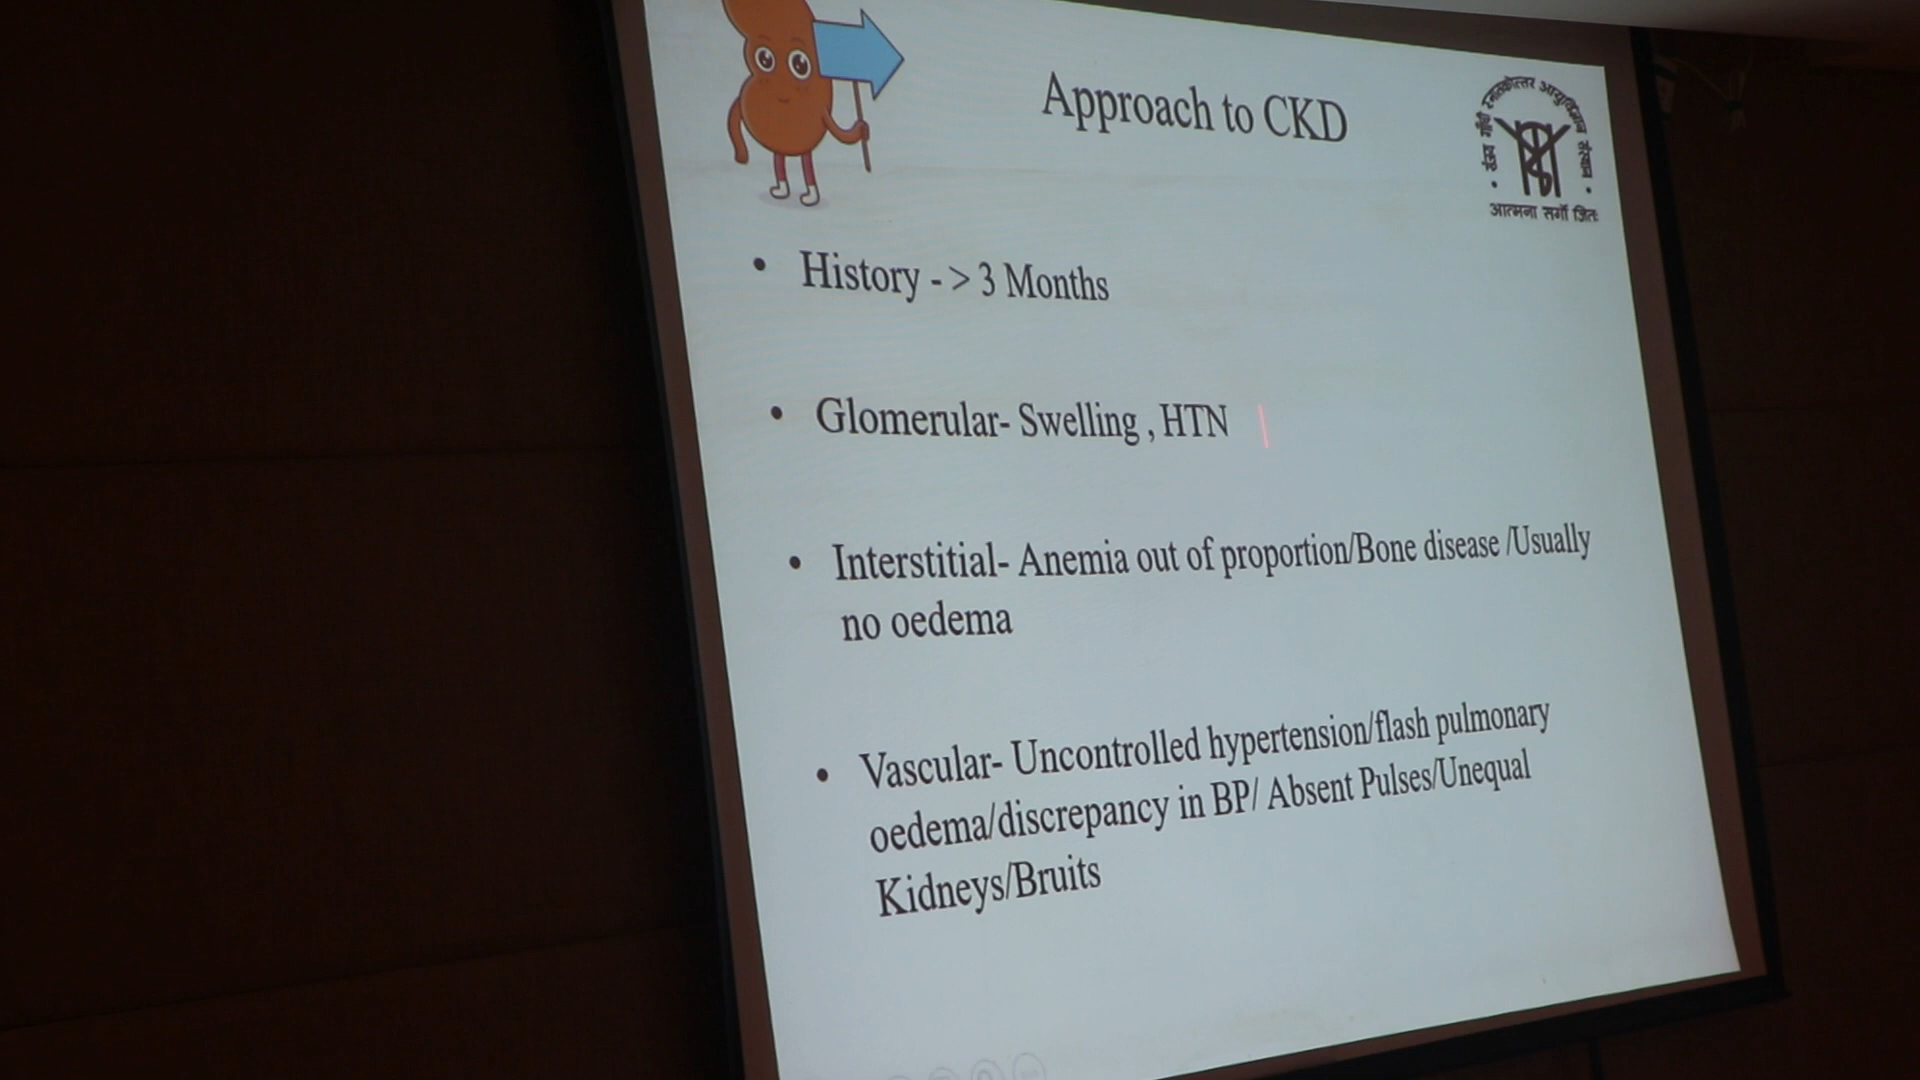 Approach to CKD
आत्मना सर्गो जितः
• History - > 3 Months
• Glomerular- Swelling , HTN
• Interstitial- Anemia out of proportion/Bone disease /Usually
no oedema
• Vascular- Uncontrolled hypertension/flash pulmonary
oedema/discrepancy in BP/ Absent Pulses/Unequal
Kidneys/Bruits